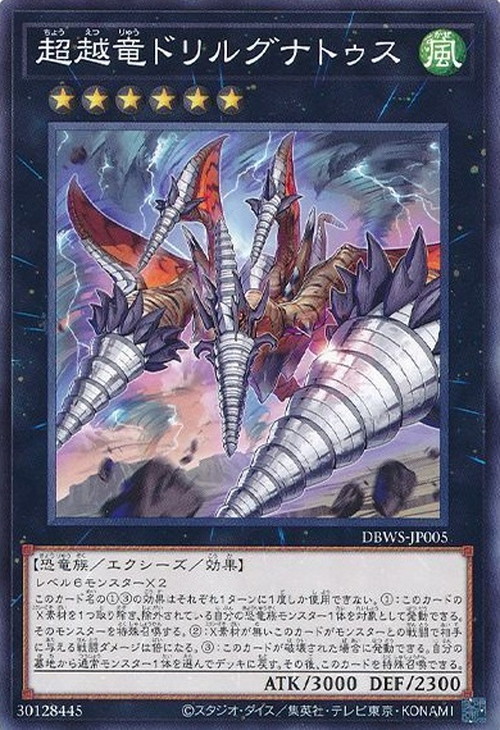 超越竜ドリルグナトゥス
風
DBWS-JP005
【恐竜族／エクシーズ／効果】
レベル6モンスター×2
このカード名の①③の効果はそれぞれ1ターンに1度しか使用できない。①：このカードの
X素材を1つ取り除き、除外されている自分の恐竜族モンスター1体を対象として発動できる。
そのモンスターを特殊召喚する。②：X素材が無いこのカードがモンスターとの戦闘で相手
に与える戦闘ダメージは倍になる。③：このカードが破壊された場合に発動できる。自分の
墓地から通常モンスター1体を選んでデッキに戻す。その後、このカードを特殊召喚できる。
ATK/3000 DEF/2300
30128445
©スタジオ・ダイス／集英社・テレビ東京・KONAMI